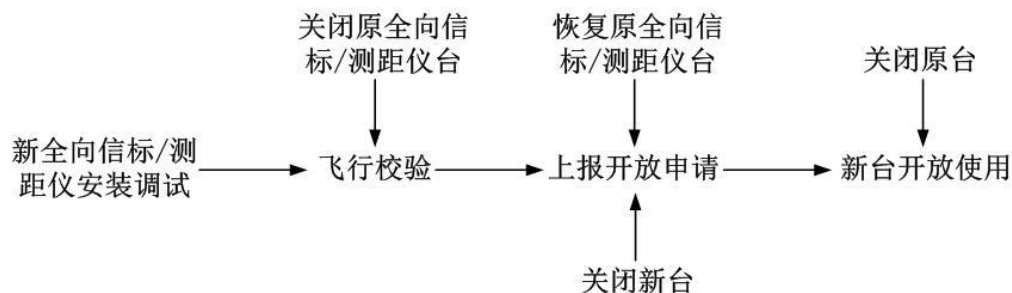 关闭原全向信
标/测距仪台
恢复原全向信
标/测距仪台
关闭原台
新全向信标/测
距仪安装调试
飞行校验
上报开放申请
新台开放使用
关闭新台